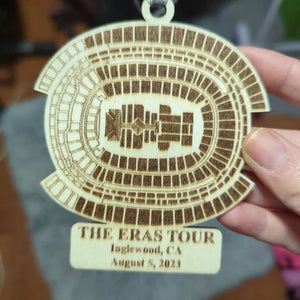 THE ERAS TOUR
Inglewood, CA
August 5, 2023